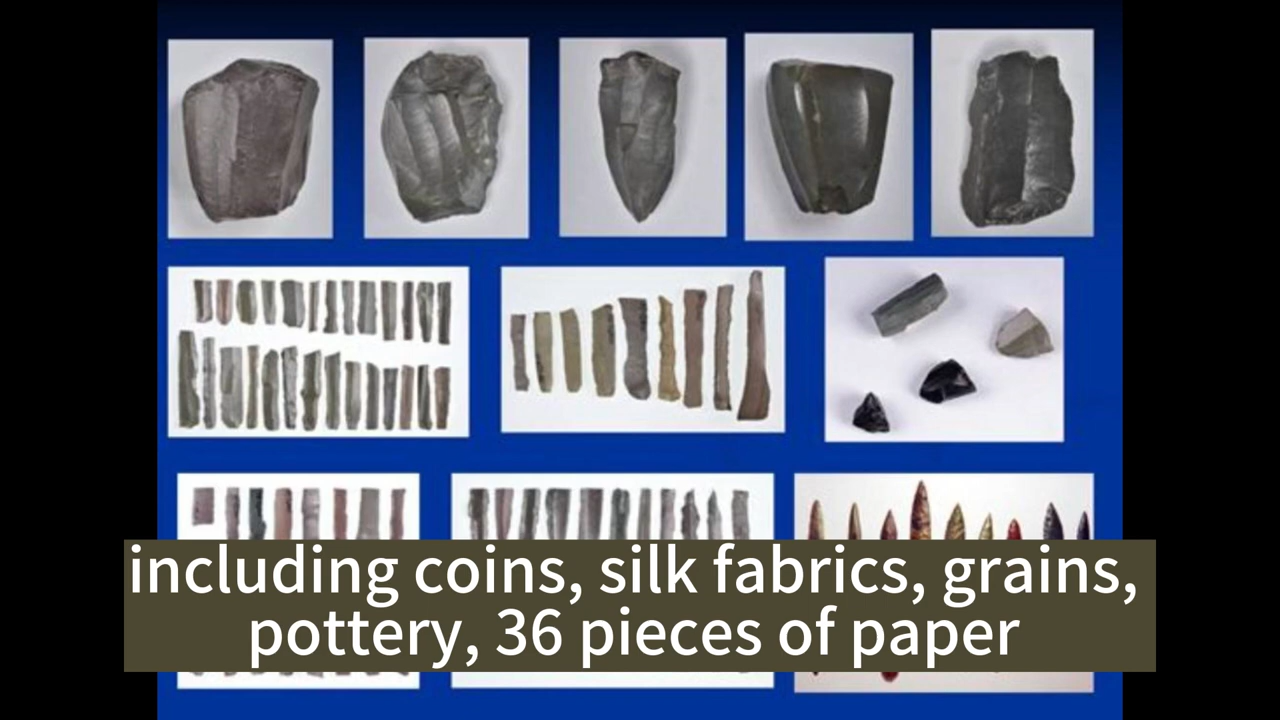 including coins, silk fabrics, grains,
pottery, 36 pieces of paper